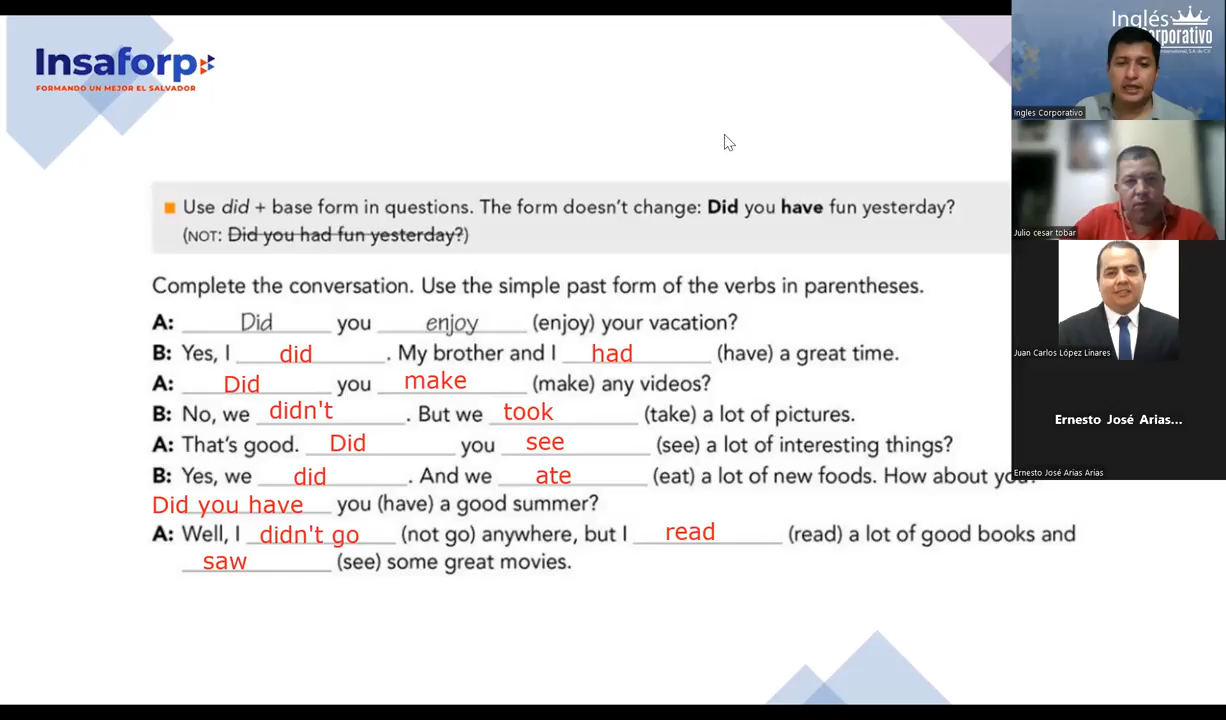 Insaforp
FORMANDO UN MEJOR EL SALVADOR
Use did + base form in questions. The form doesn't change: Did you have fun yesterday?
(NOT: Did you had fun yesterday?)
Complete the conversation. Use the simple past form of the verbs in parentheses.
A: Did you enjoy (enjoy) your vacation?
B: Yes, I did. My brother and I had (have) a great time.
A: Did you make (make) any videos?
B: No, we didn't. But we took (take) a lot of pictures.
A: That's good. Did you see (see) a lot of interesting things?
B: Yes, we did. And we ate (eat) a lot of new foods. How about you?
Did you have you (have) a good summer?
A: Well, I didn't go (not go) anywhere, but I read (read) a lot of good books and
saw (see) some great movies.
Inglés
Corporativo
Ingles Corporativo
Julio cesar tobar
Juan Carlos López Linares
Ernesto José Arias...
Ernesto José Arias Arias